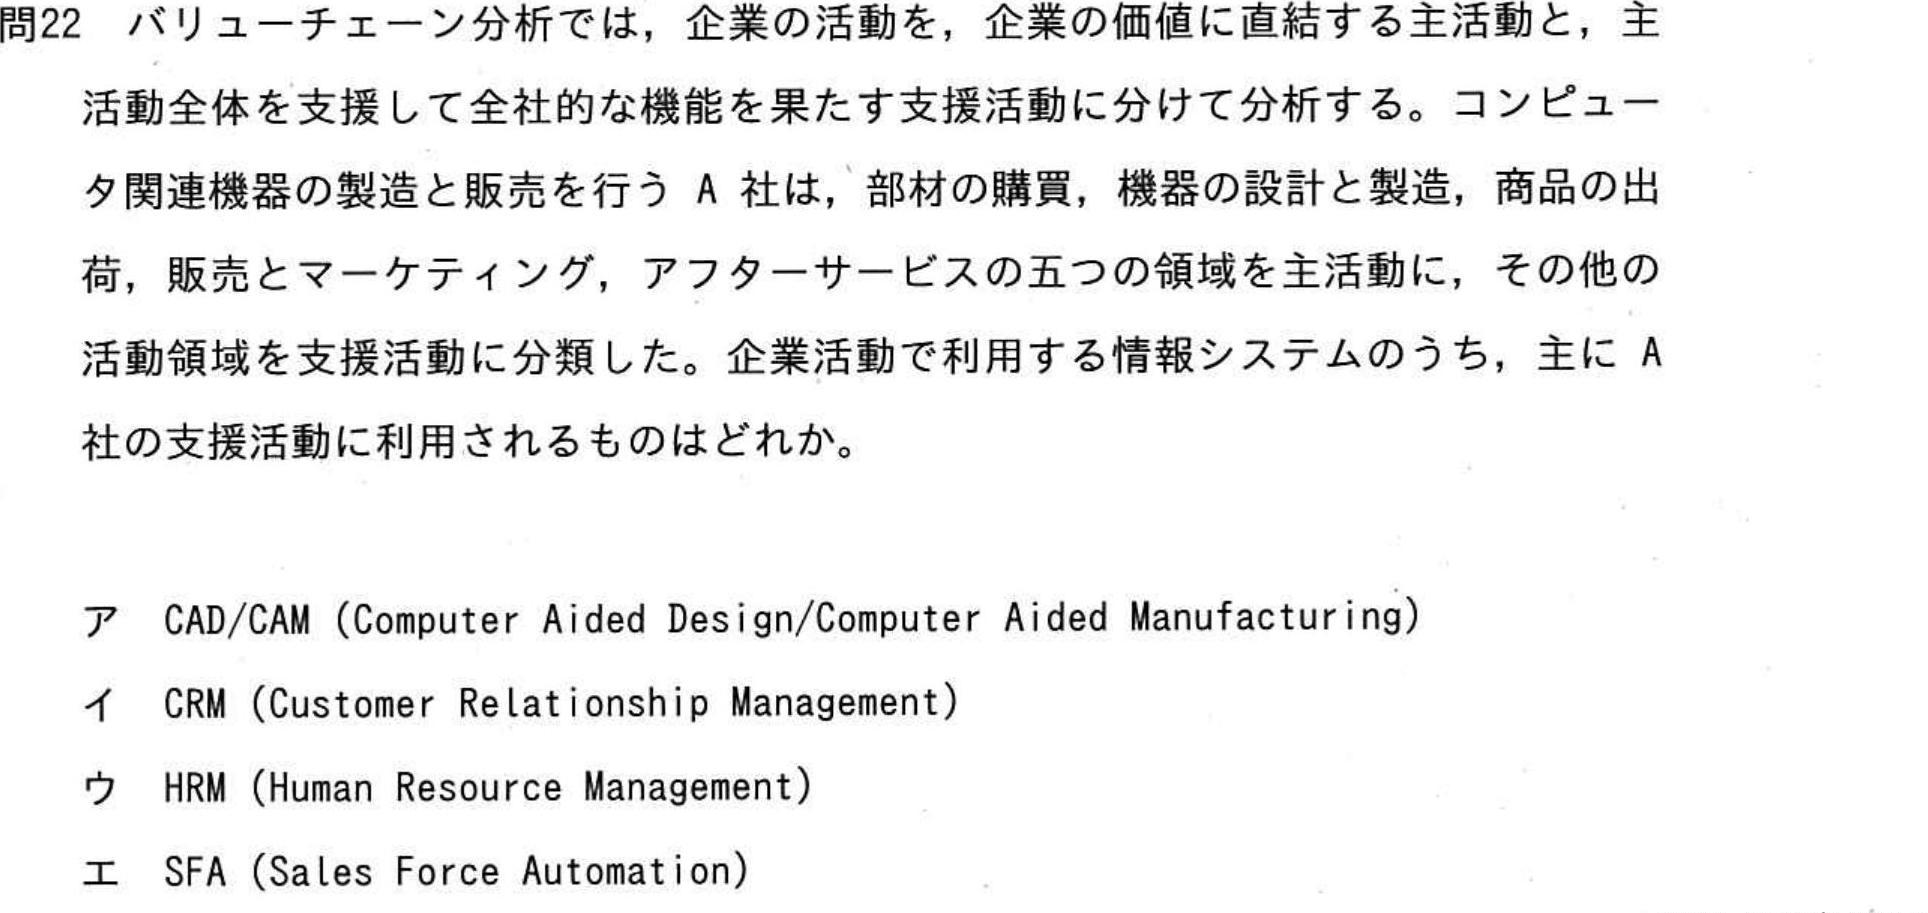 問22 バリューチェーン分析では，企業の活動を，企業の価値に直結する主活動と，主
活動全体を支援して全社的な機能を果たす支援活動に分けて分析する。コンピュー
タ関連機器の製造と販売を行う A 社は，部材の購買，機器の設計と製造，商品の出
荷，販売とマーケティング，アフターサービスの五つの領域を主活動に，その他の
活動領域を支援活動に分類した。企業活動で利用する情報システムのうち，主に A
社の支援活動に利用されるものはどれか。
ア CAD/CAM (Computer Aided Design/Computer Aided Manufacturing)
イ CRM (Customer Relationship Management)
ウ HRM (Human Resource Management)
エ SFA (Sales Force Automation)